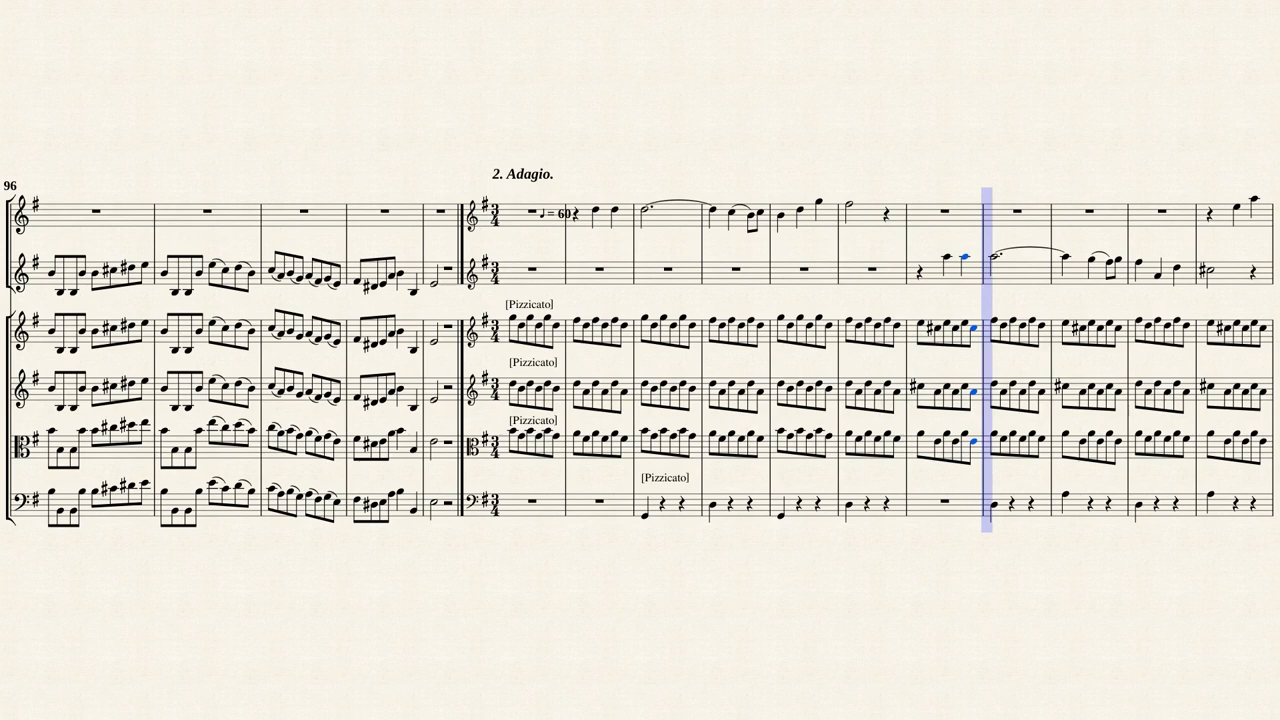 2. Adagio.
96
♩ = 60
[Pizzicato]
[Pizzicato]
[Pizzicato]
[Pizzicato]